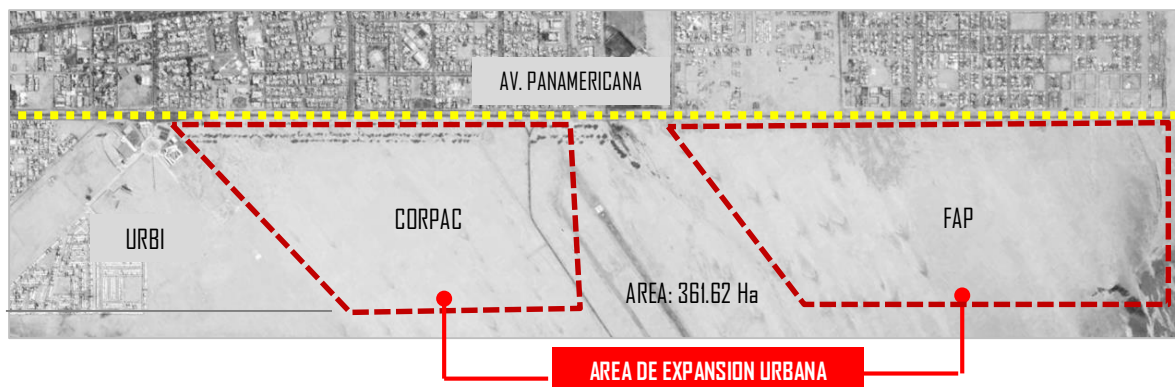 AV. PANAMERICANA
URBI
CORPAC
FAP
AREA: 361.62 Ha
AREA DE EXPANSION URBANA